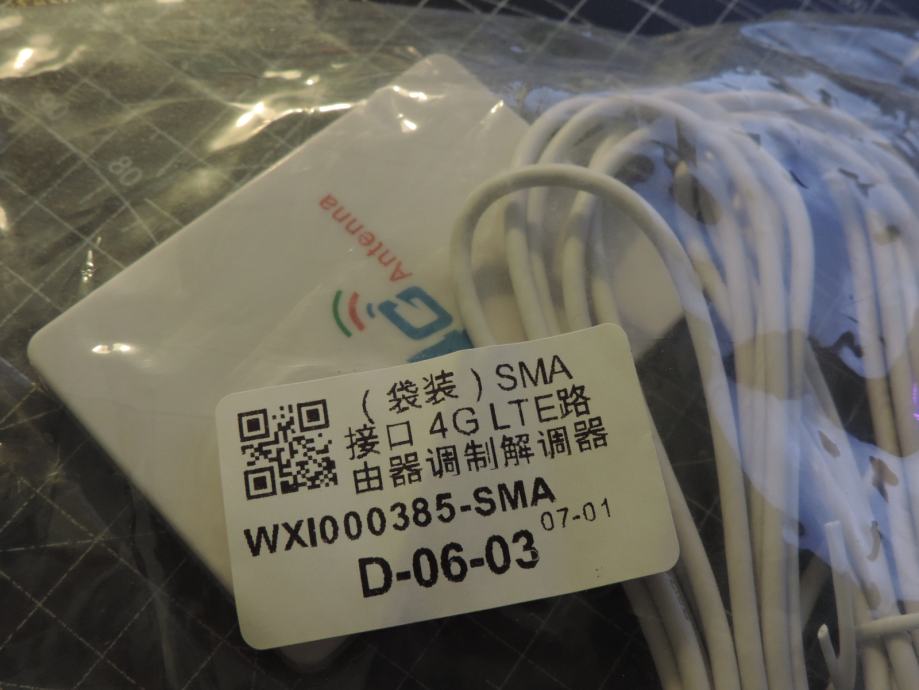 Antenna
（袋装）SMA
接口 4G LTE路
由器调制解调器
WXI000385-SMA
07-01
D-06-03